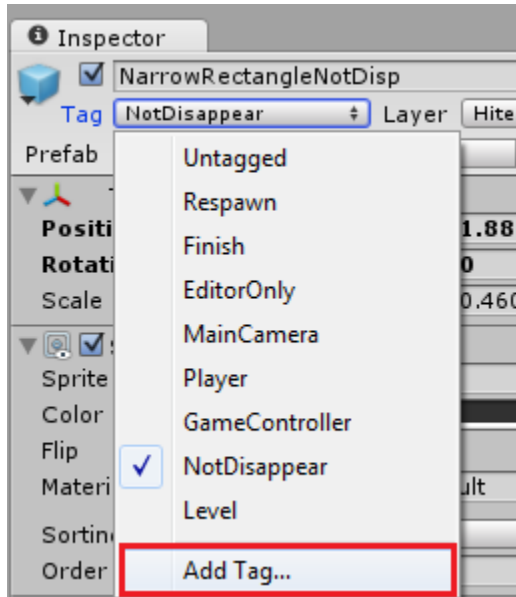 Inspector
NarrowRectangleNotDisp
Tag NotDisappear Layer Hite
Prefab
Untagged
Respawn
Finish
EditorOnly
MainCamera
Player
GameController
NotDisappear
Level
Add Tag...
Positi 1.88
Rotati 0
Scale 0.460
Sprite
Color
Flip
Materi ult
Sortin
Order